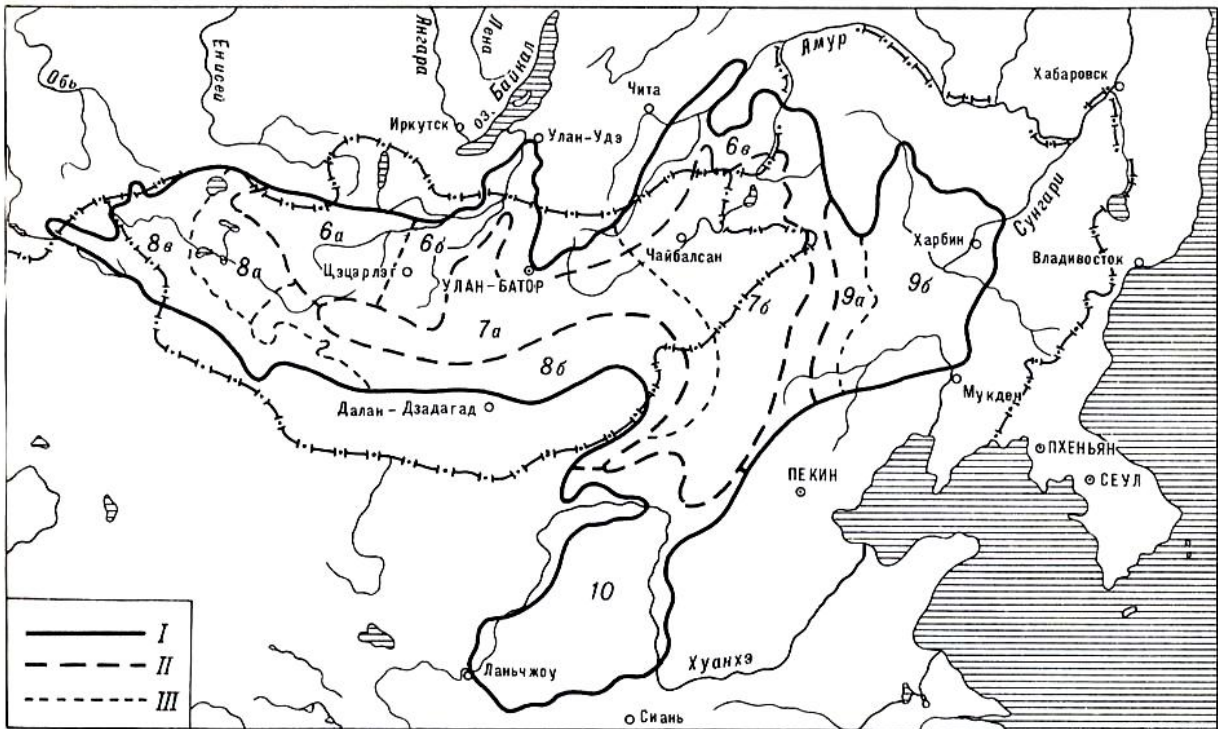 Обь
Енисей
Ангара
Лена
оз. Байкал
Амур
Хабаровск
Чита
Иркутск
Улан-Удэ
6в
Сунгари
6а
6б
8в
8а
Цэцарлэг
УЛАН-БАТОР
Чайбалсан
Харбин
Владивосток
7б
9а
9б
7а
8б
Далан-Дзадагад
Мукден
ПЕКИН
ПХЕНЬЯН
СЕУЛ
10
I
II
III
Ланьчжоу
Хуанхэ
Сиань